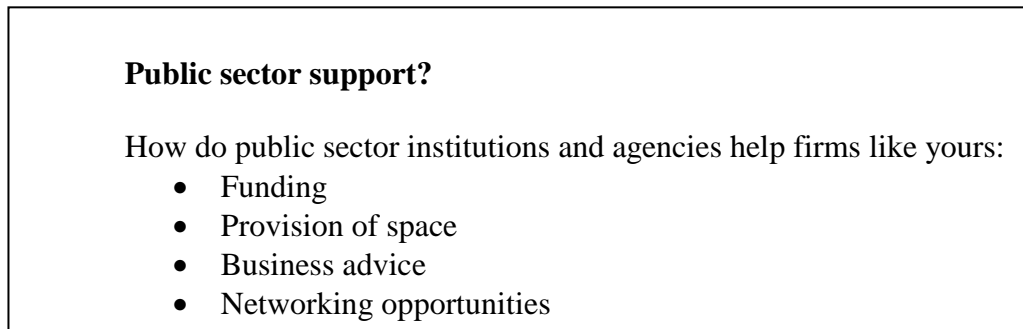 Public sector support?
How do public sector institutions and agencies help firms like yours:
• Funding
• Provision of space
• Business advice
• Networking opportunities